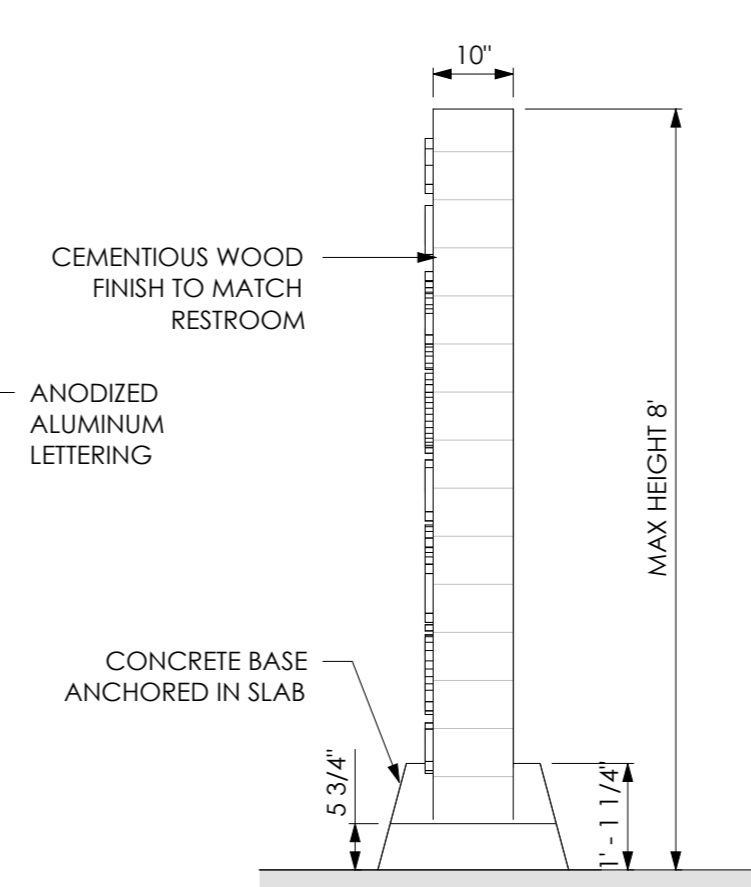 10"
CEMENTIOUS WOOD
FINISH TO MATCH
RESTROOM
ANODIZED
ALUMINUM
LETTERING
MAX HEIGHT 8'
CONCRETE BASE
ANCHORED IN SLAB
5 3/4"
1' - 1 1/4"